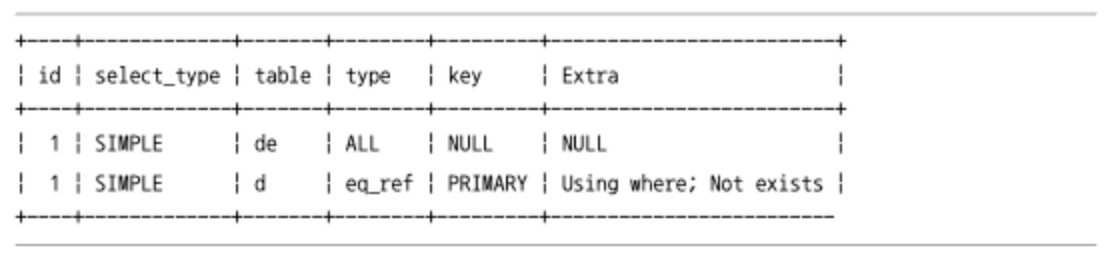 +----+-------------+-------+--------+---------+-------------------------+
| id | select_type | table | type   | key     | Extra                   |
+----+-------------+-------+--------+---------+-------------------------+
|  1 | SIMPLE      | de    | ALL    | NULL    | NULL                    |
|  1 | SIMPLE      | d     | eq_ref | PRIMARY | Using where; Not exists |
+----+-------------+-------+--------+---------+-------------------------